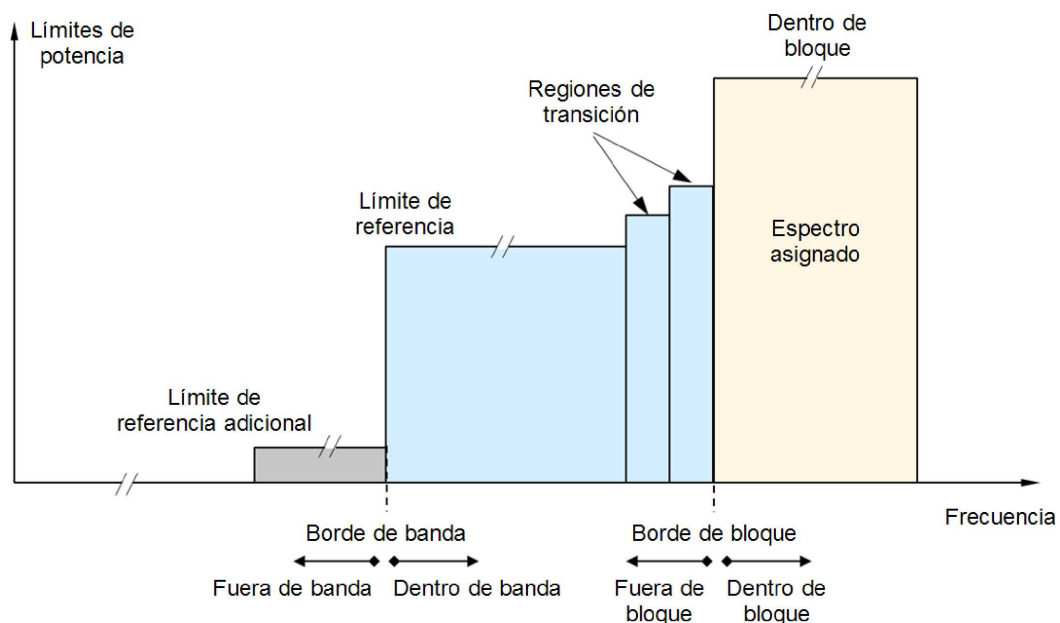 Límites de
potencia
Dentro de
bloque
Regiones de
transición
Límite de
referencia
Espectro
asignado
Límite de
referencia adicional
Frecuencia
Borde de banda
Borde de bloque
Fuera de banda
Dentro de banda
Fuera de
bloque
Dentro de
bloque